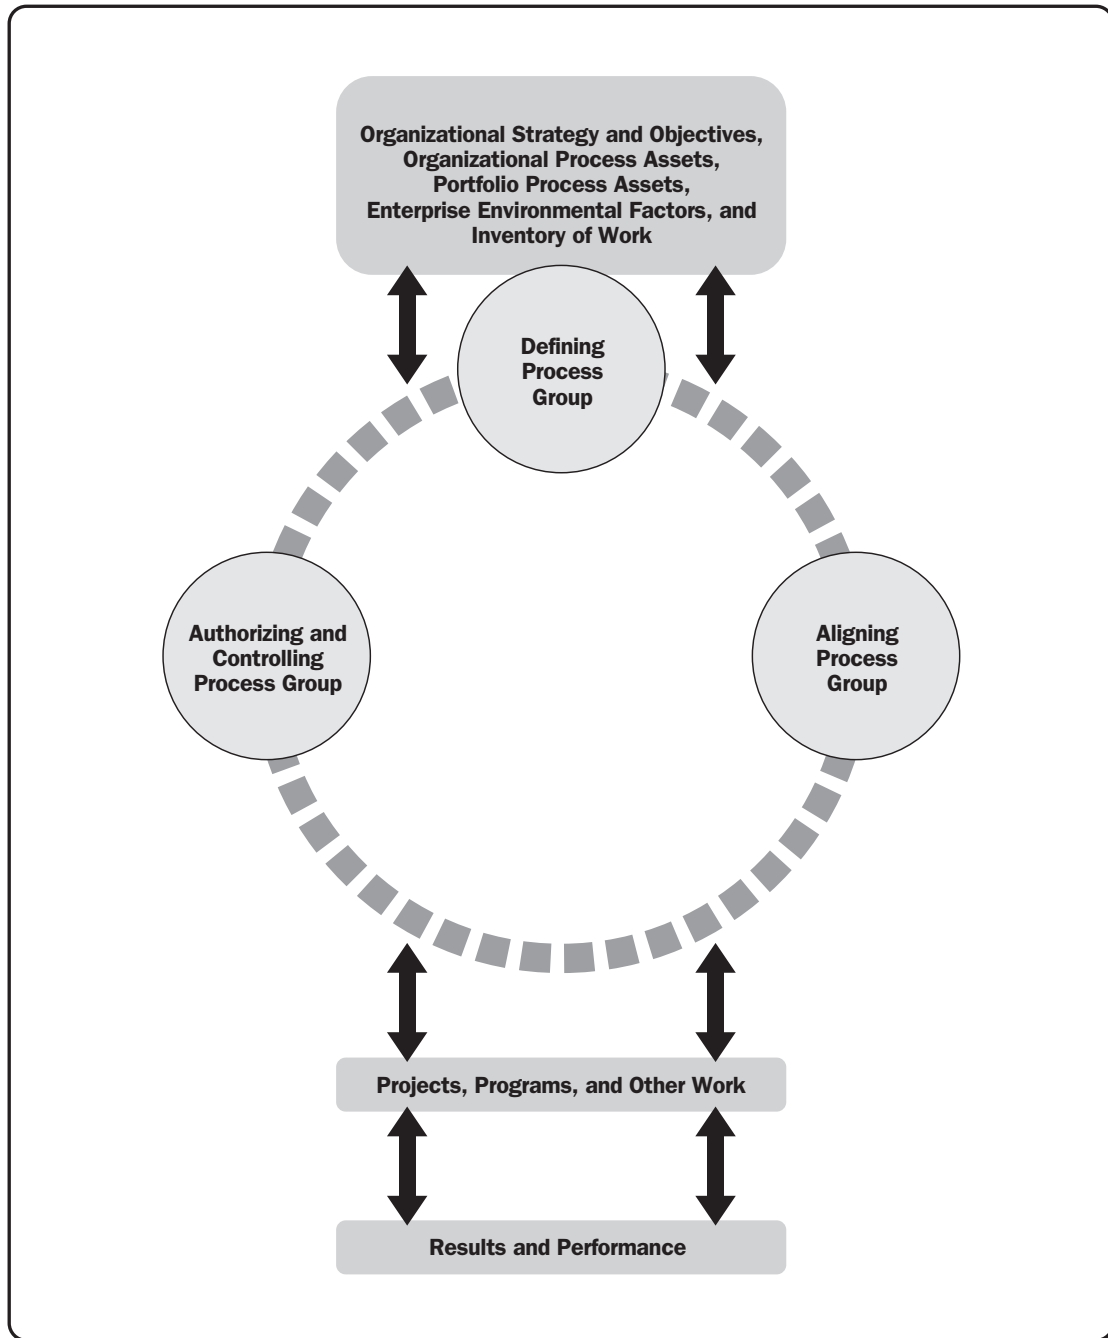 Organizational Strategy and Objectives,
Organizational Process Assets,
Portfolio Process Assets,
Enterprise Environmental Factors, and
Inventory of Work
Defining
Process
Group
Authorizing and
Controlling
Process Group
Aligning
Process
Group
Projects, Programs, and Other Work
Results and Performance